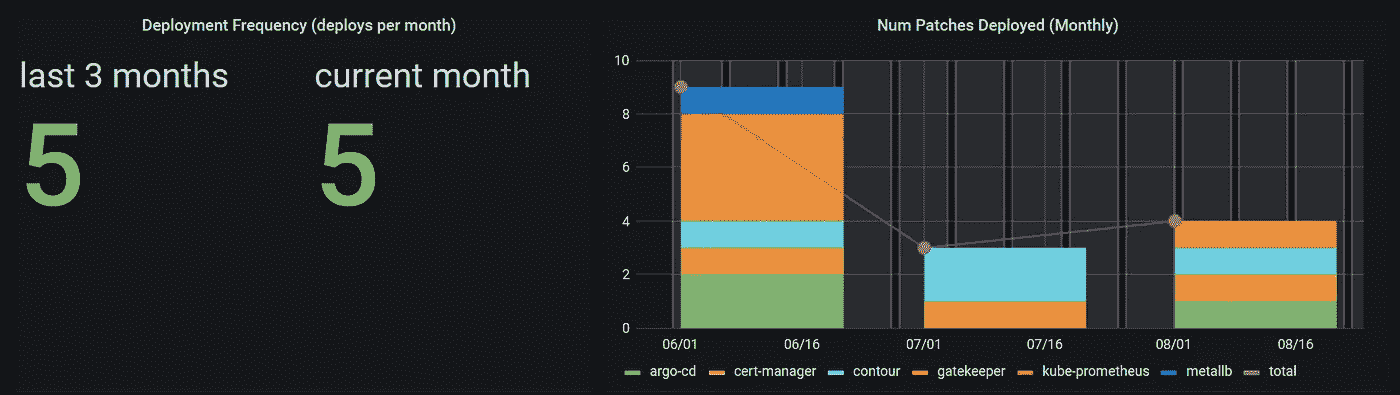 Deployment Frequency (deploys per month)
last 3 months
current month
5
5
Num Patches Deployed (Monthly)
10
8
6
4
2
0
06/01 06/16 07/01 07/16 08/01 08/16
argo-cd cert-manager contour gatekeeper kube-prometheus metallb total